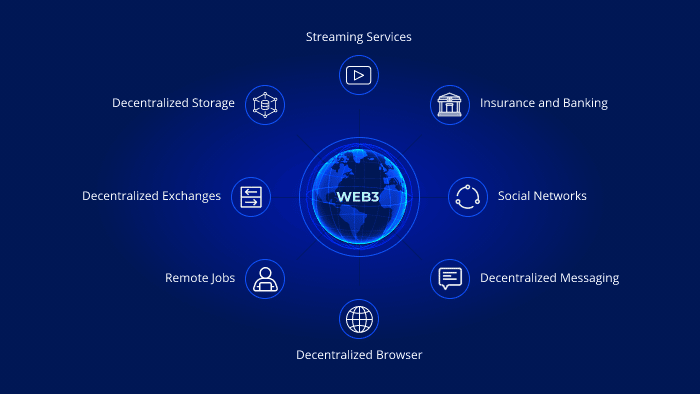 Streaming Services
Decentralized Storage
Insurance and Banking
Decentralized Exchanges
WEB3
Social Networks
Remote Jobs
Decentralized Messaging
Decentralized Browser